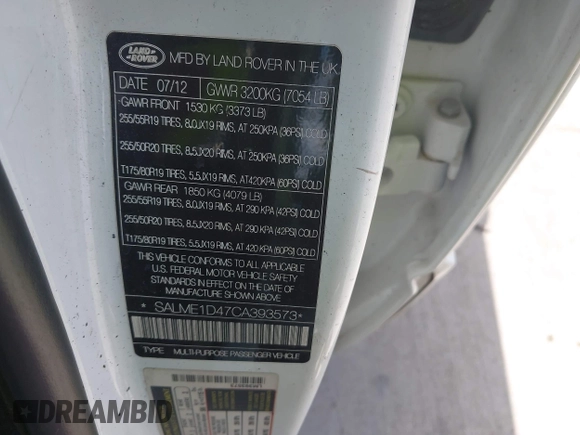 LAND ROVER
MFD BY LAND ROVER IN THE UK
DATE 07/12 GVWR 3200KG (7054 LB)
GAWR FRONT 1530 KG (3373 LB)
255/55R19 TIRES, 8.0JX19 RIMS, AT 250KPA (36PSI) COLD
255/50R20 TIRES, 8.5JX20 RIMS, AT 250KPA (36PSI) COLD
T175/80R19 TIRES, 5.5JX19 RIMS, AT 420KPA (60PSI) COLD
GAWR REAR 1850 KG (4079 LB)
255/55R19 TIRES, 8.0JX19 RIMS, AT 290 KPA (42PSI) COLD
255/50R20 TIRES, 8.5JX20 RIMS, AT 290 KPA (42PSI) COLD
T175/80R19 TIRES, 5.5JX19 RIMS, AT 420 KPA (60PSI) COLD
THIS VEHICLE CONFORMS TO ALL APPLICABLE
U.S. FEDERAL MOTOR VEHICLE SAFETY
STANDARDS IN EFFECT ON THE DATE OF
MANUFACTURE SHOWN ABOVE
* SALME1D47CA393573*
TYPE MULTI-PURPOSE PASSENGER VEHICLE
DREAMBID